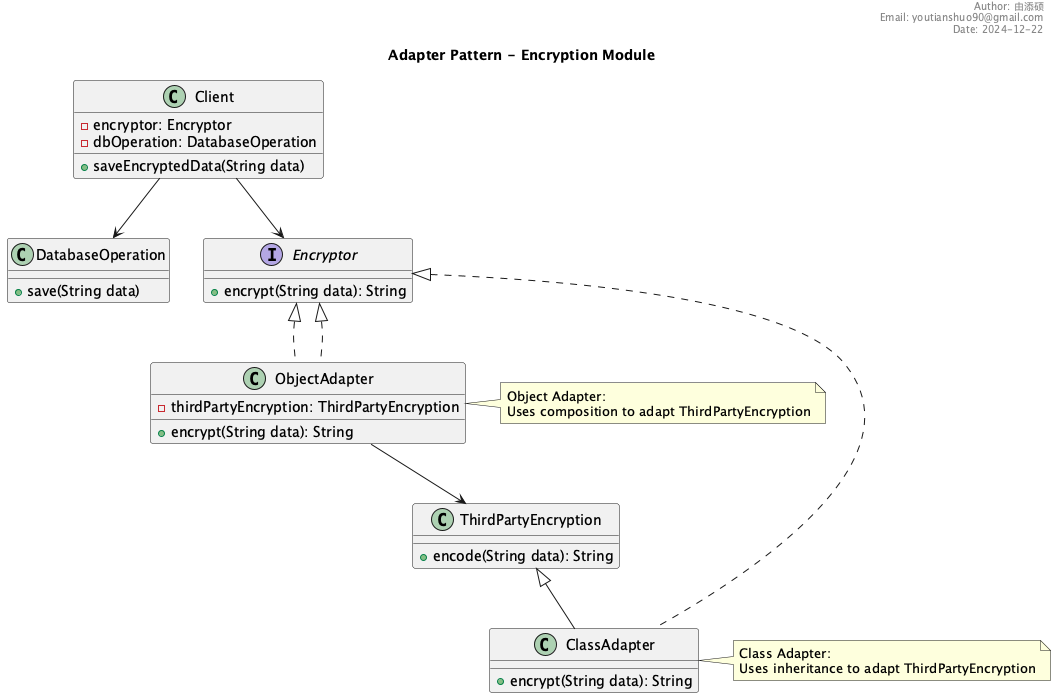 Author: 由添硕
Email: youtianshuo90@gmail.com
Date: 2024-12-22
Adapter Pattern - Encryption Module
C Client
encryptor: Encryptor
dbOperation: DatabaseOperation
saveEncryptedData(String data)
C DatabaseOperation
save(String data)
I Encryptor
encrypt(String data): String
C ObjectAdapter
thirdPartyEncryption: ThirdPartyEncryption
encrypt(String data): String
Object Adapter:
Uses composition to adapt ThirdPartyEncryption
C ThirdPartyEncryption
encode(String data): String
C ClassAdapter
encrypt(String data): String
Class Adapter:
Uses inheritance to adapt ThirdPartyEncryption